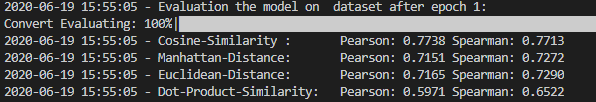 2020-06-19 15:55:05 - Evaluation the model on  dataset after epoch 1:
Convert Evaluating: 100%|
2020-06-19 15:55:05 - Cosine-Similarity :       Pearson: 0.7738 Spearman: 0.7713
2020-06-19 15:55:05 - Manhattan-Distance:       Pearson: 0.7151 Spearman: 0.7272
2020-06-19 15:55:05 - Euclidean-Distance:       Pearson: 0.7165 Spearman: 0.7290
2020-06-19 15:55:05 - Dot-Product-Similarity:   Pearson: 0.5971 Spearman: 0.6522